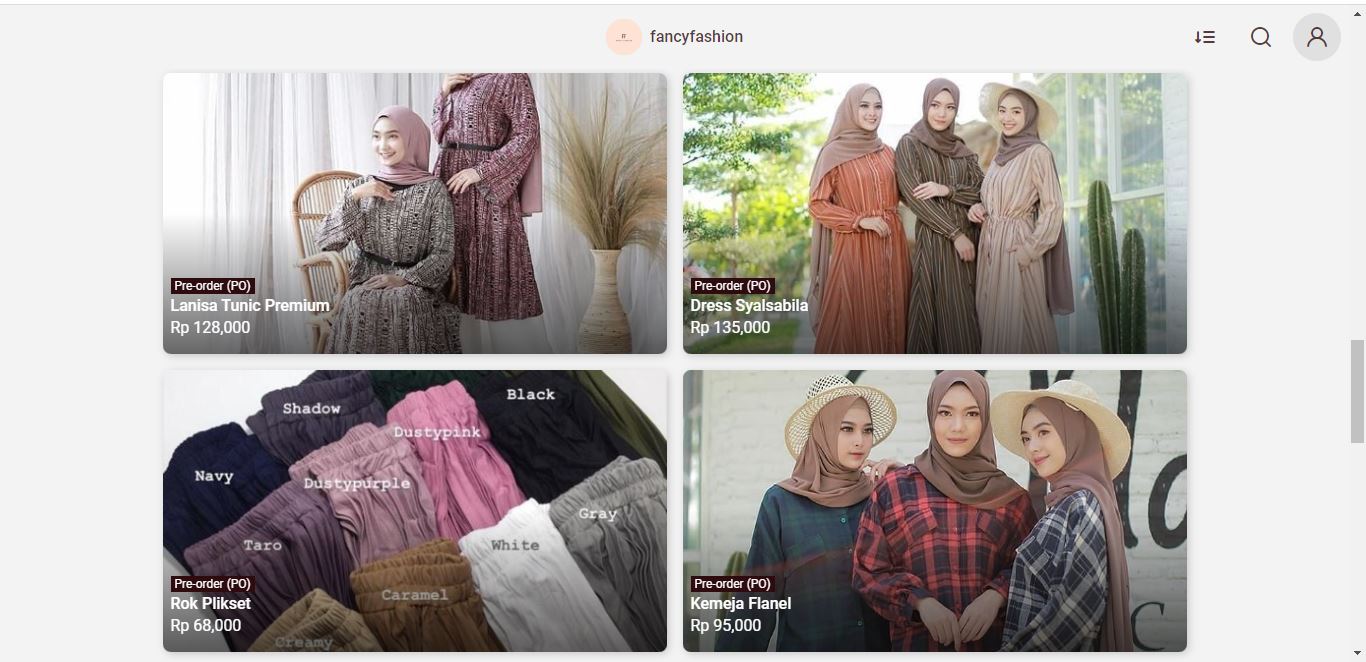 fancyfashion
Pre-order (PO)
Lanisa Tunic Premium
Rp 128,000
Pre-order (PO)
Dress Syalsabila
Rp 135,000
Black
Shadow
Dustypink
Navy
Dustypurple
Gray
Taro
White
Caramel
Creamy
Pre-order (PO)
Rok Plikset
Rp 68,000
Pre-order (PO)
Kemeja Flanel
Rp 95,000